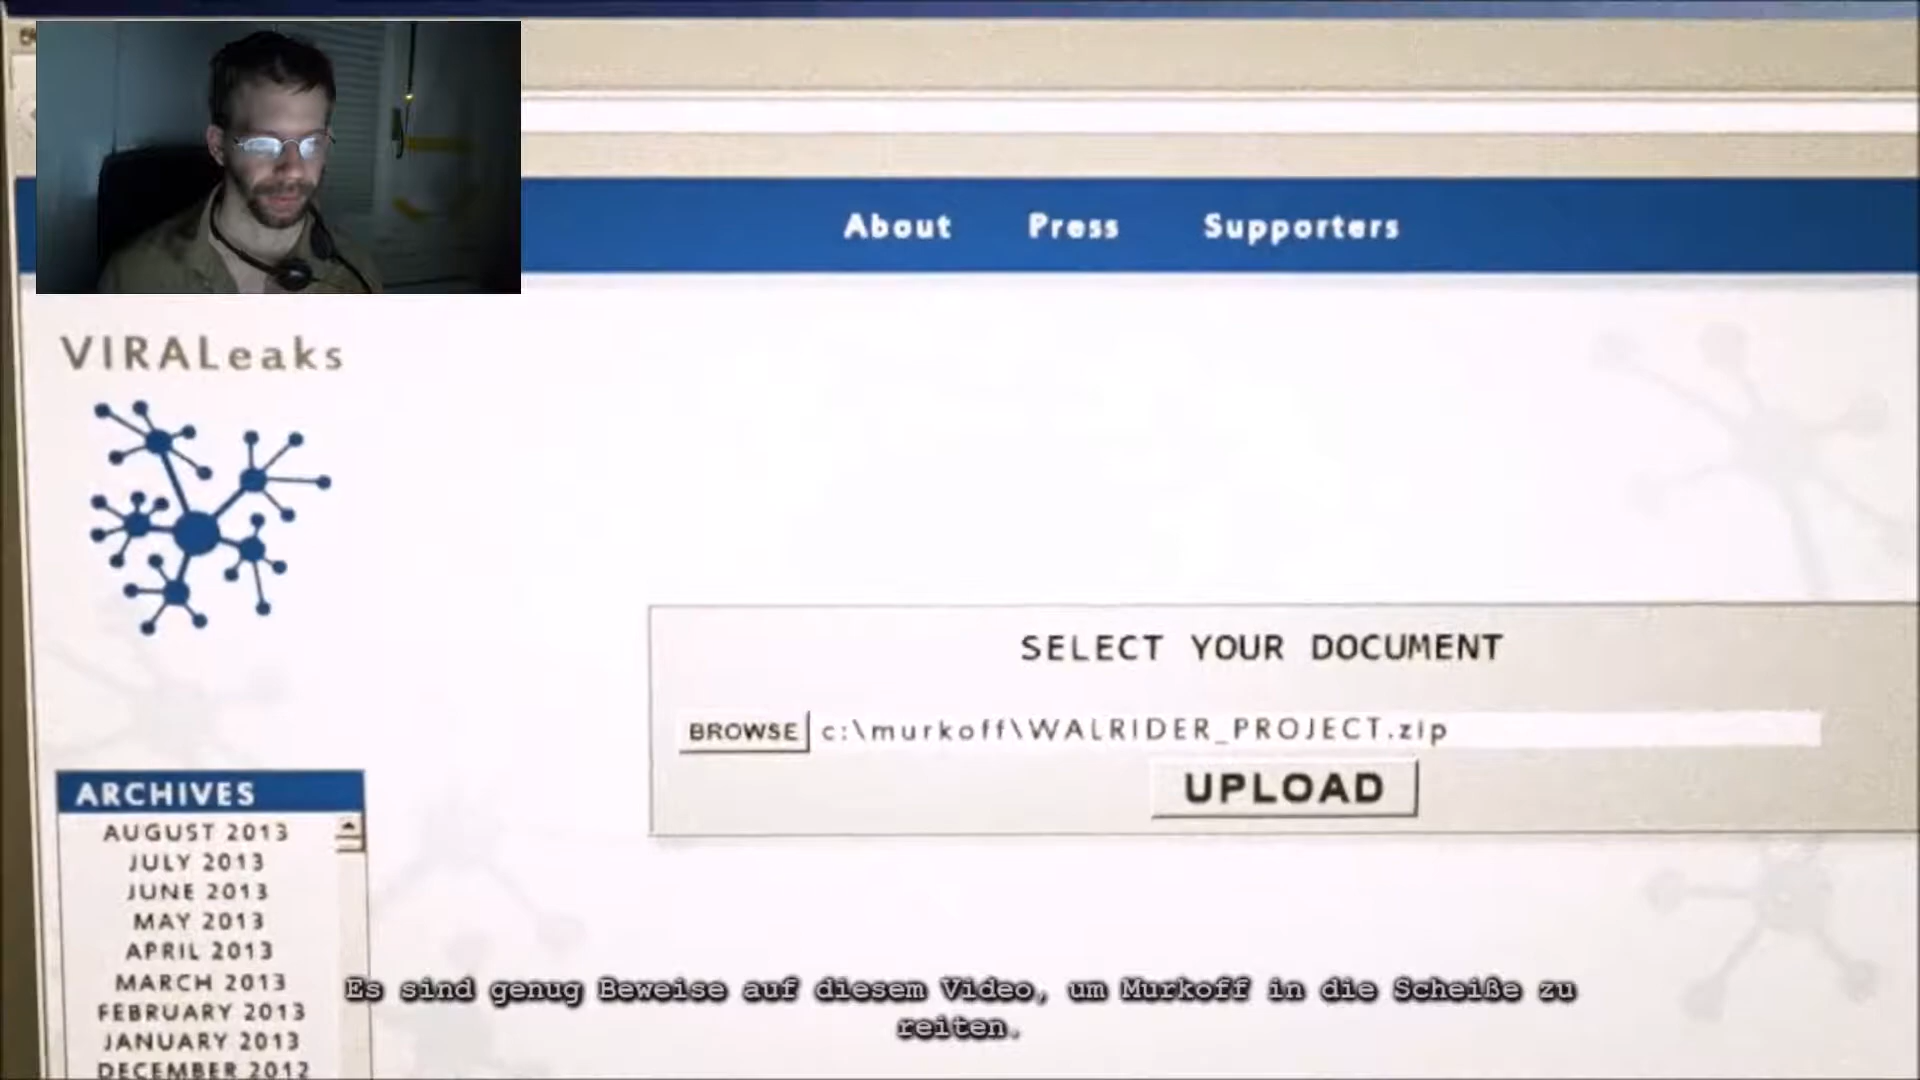 About Press Supporters
VIRALeaks
SELECT YOUR DOCUMENT
BROWSE c:\murkoff\WALRIDER_PROJECT.zip
UPLOAD
ARCHIVES
AUGUST 2013
JULY 2013
JUNE 2013
MAY 2013
APRIL 2013
MARCH 2013
FEBRUARY 2013
JANUARY 2013
DECEMBER 2012
Es sind genug Beweise auf diesem Video, um Murkoff in die Scheiße zu
reiten.